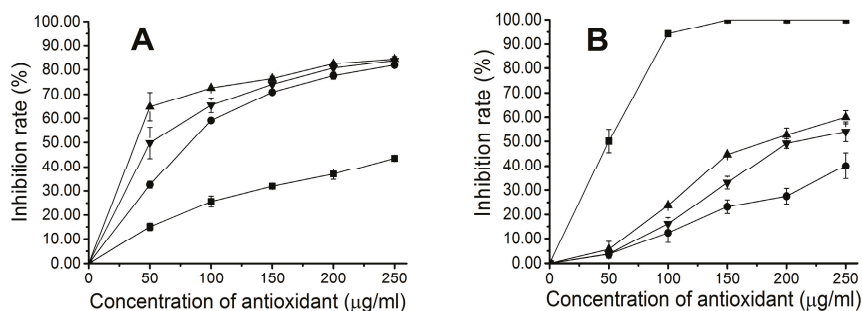 A
Inhibition rate (%)
100.00
90.00
80.00
70.00
60.00
50.00
40.00
30.00
20.00
10.00
0.00
0 50 100 150 200 250
Concentration of antioxidant (μg/ml)
B
Inhibition rate (%)
100.00
90.00
80.00
70.00
60.00
50.00
40.00
30.00
20.00
10.00
0.00
0 50 100 150 200 250
Concentration of antioxidant (μg/ml)